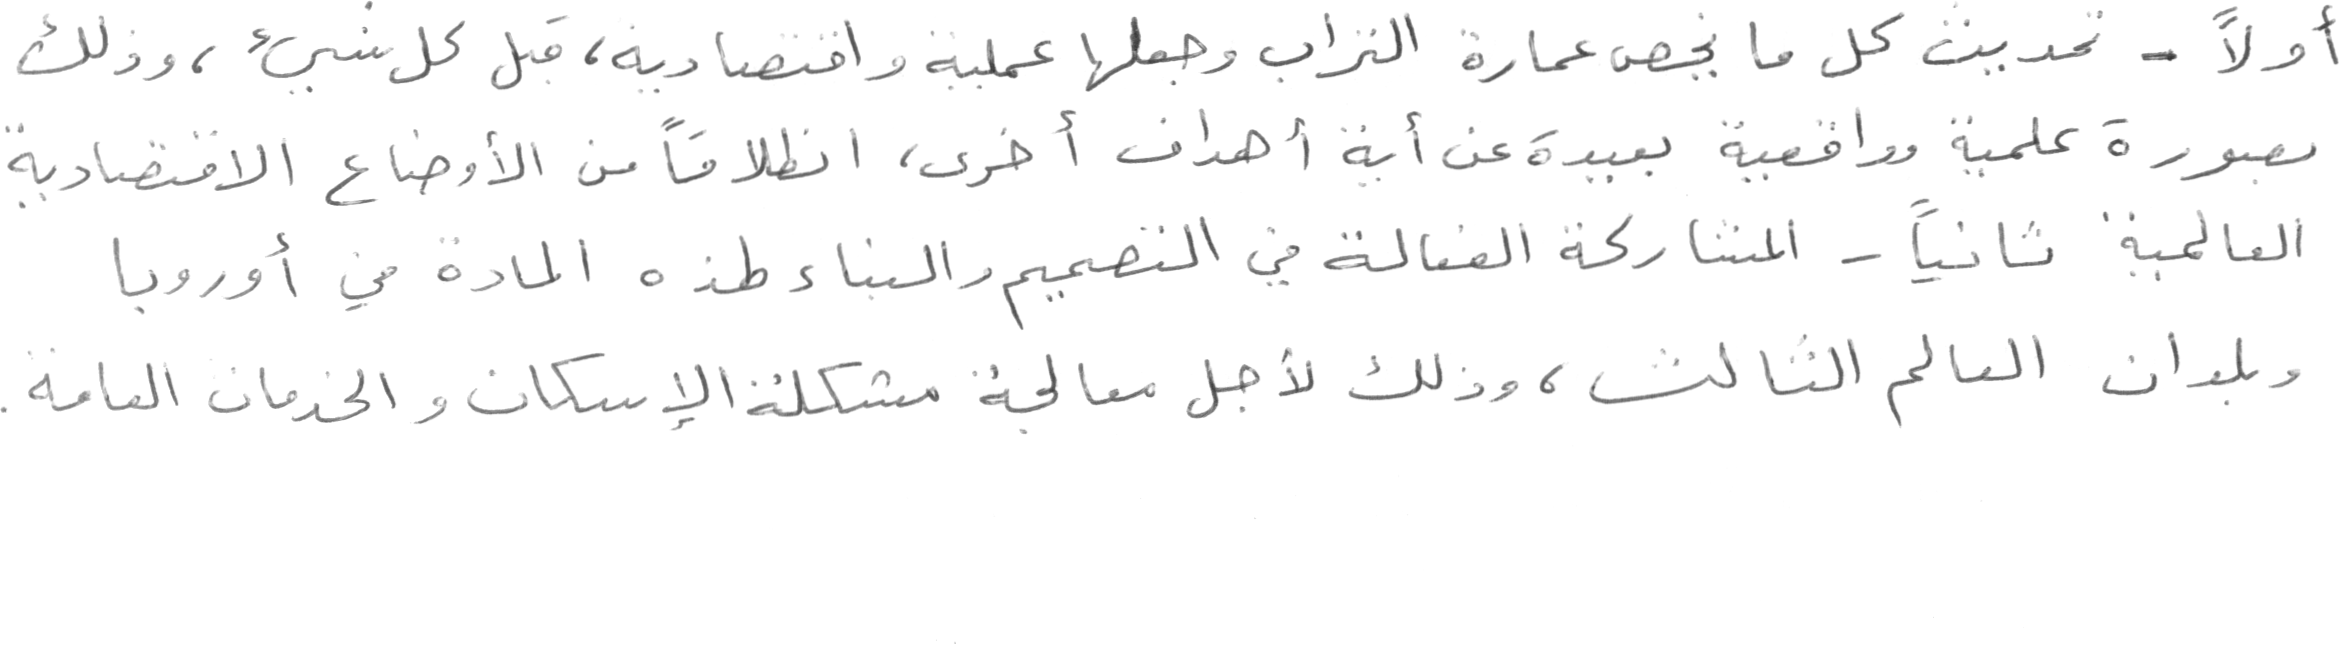 أولاً - تحديث كل ما يخص عمارة التراب وجعلها عملية واقتصادية، قبل كل شيء، وذلك
بصورة علمية وواقعية بعيدة عن أية أهداف أخرى، انطلاقاً من الأوضاع الاقتصادية
العالمية ثانياً - المشاركة الفعالة في التصميم والبناء لهذه المادة في أوروبا
وبلدان العالم الثالث، وذلك لأجل معالجة مشكلة الإسكان والخدمات العامة.